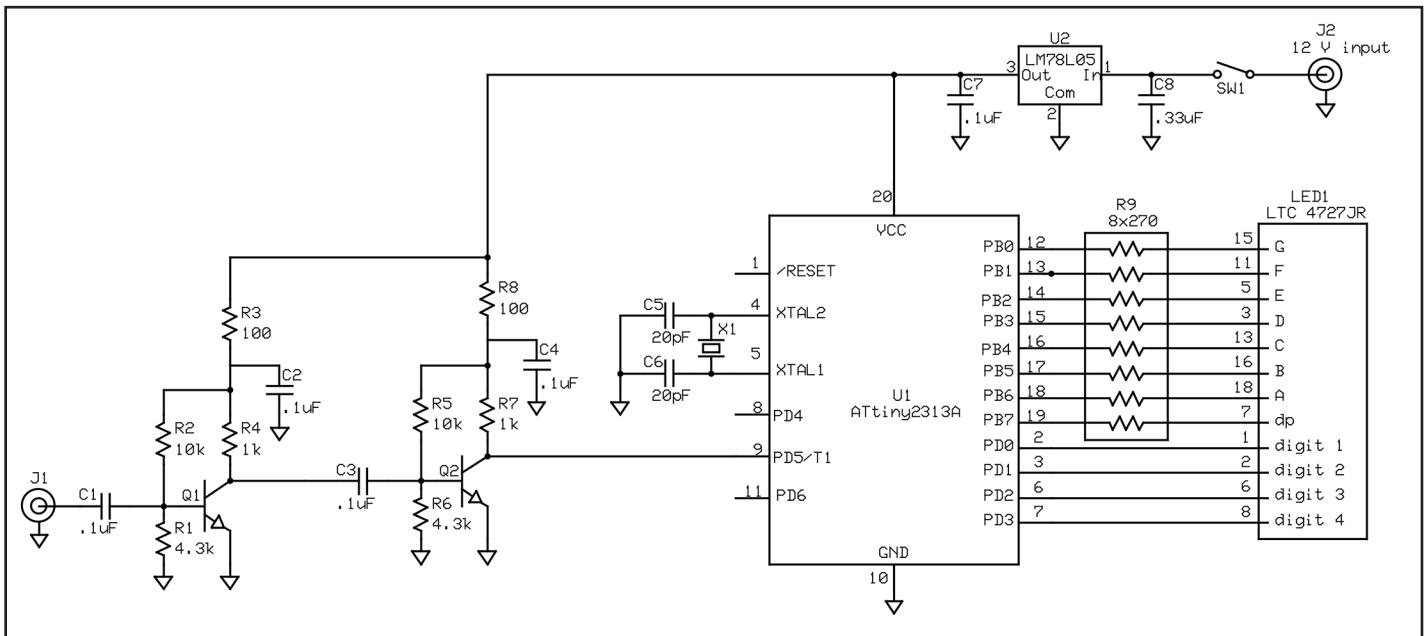 J2
12 V input
U2
LM78L05
3 Out In 1
Com
2
C7
.1uF
C8
.33uF
SW1
LED1
LTC 4727JR
R9
8x270
20
VCC
1 /RESET
4 XTAL2
5 XTAL1
8 PD4
9 PD5/T1
11 PD6
U1
ATtiny2313A
GND
10
PB0 12
PB1 13
PB2 14
PB3 15
PB4 16
PB5 17
PB6 18
PB7 19
PD0 2
PD1 3
PD2 6
PD3 7
15 G
11 F
5 E
3 D
13 C
16 B
18 A
7 dp
1 digit 1
2 digit 2
6 digit 3
8 digit 4
C5
20pF
X1
C6
20pF
R8
100
C4
.1uF
R3
100
C2
.1uF
R5
10k
R7
1k
R2
10k
R4
1k
C3
.1uF
Q2
R6
4.3k
J1
C1
.1uF
Q1
R1
4.3k